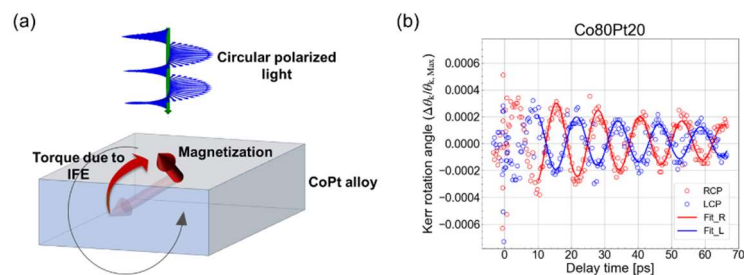 (a)
Circular polarized
light
Torque due to
IFE
Magnetization
CoPt alloy
(b)
Co80Pt20
Kerr rotation angle (Δθk/θk,Max)
0.0006
0.0004
0.0002
0.0000
−0.0002
−0.0004
−0.0006
RCP
LCP
Fit_R
Fit_L
0 10 20 30 40 50 60 70
Delay time [ps]